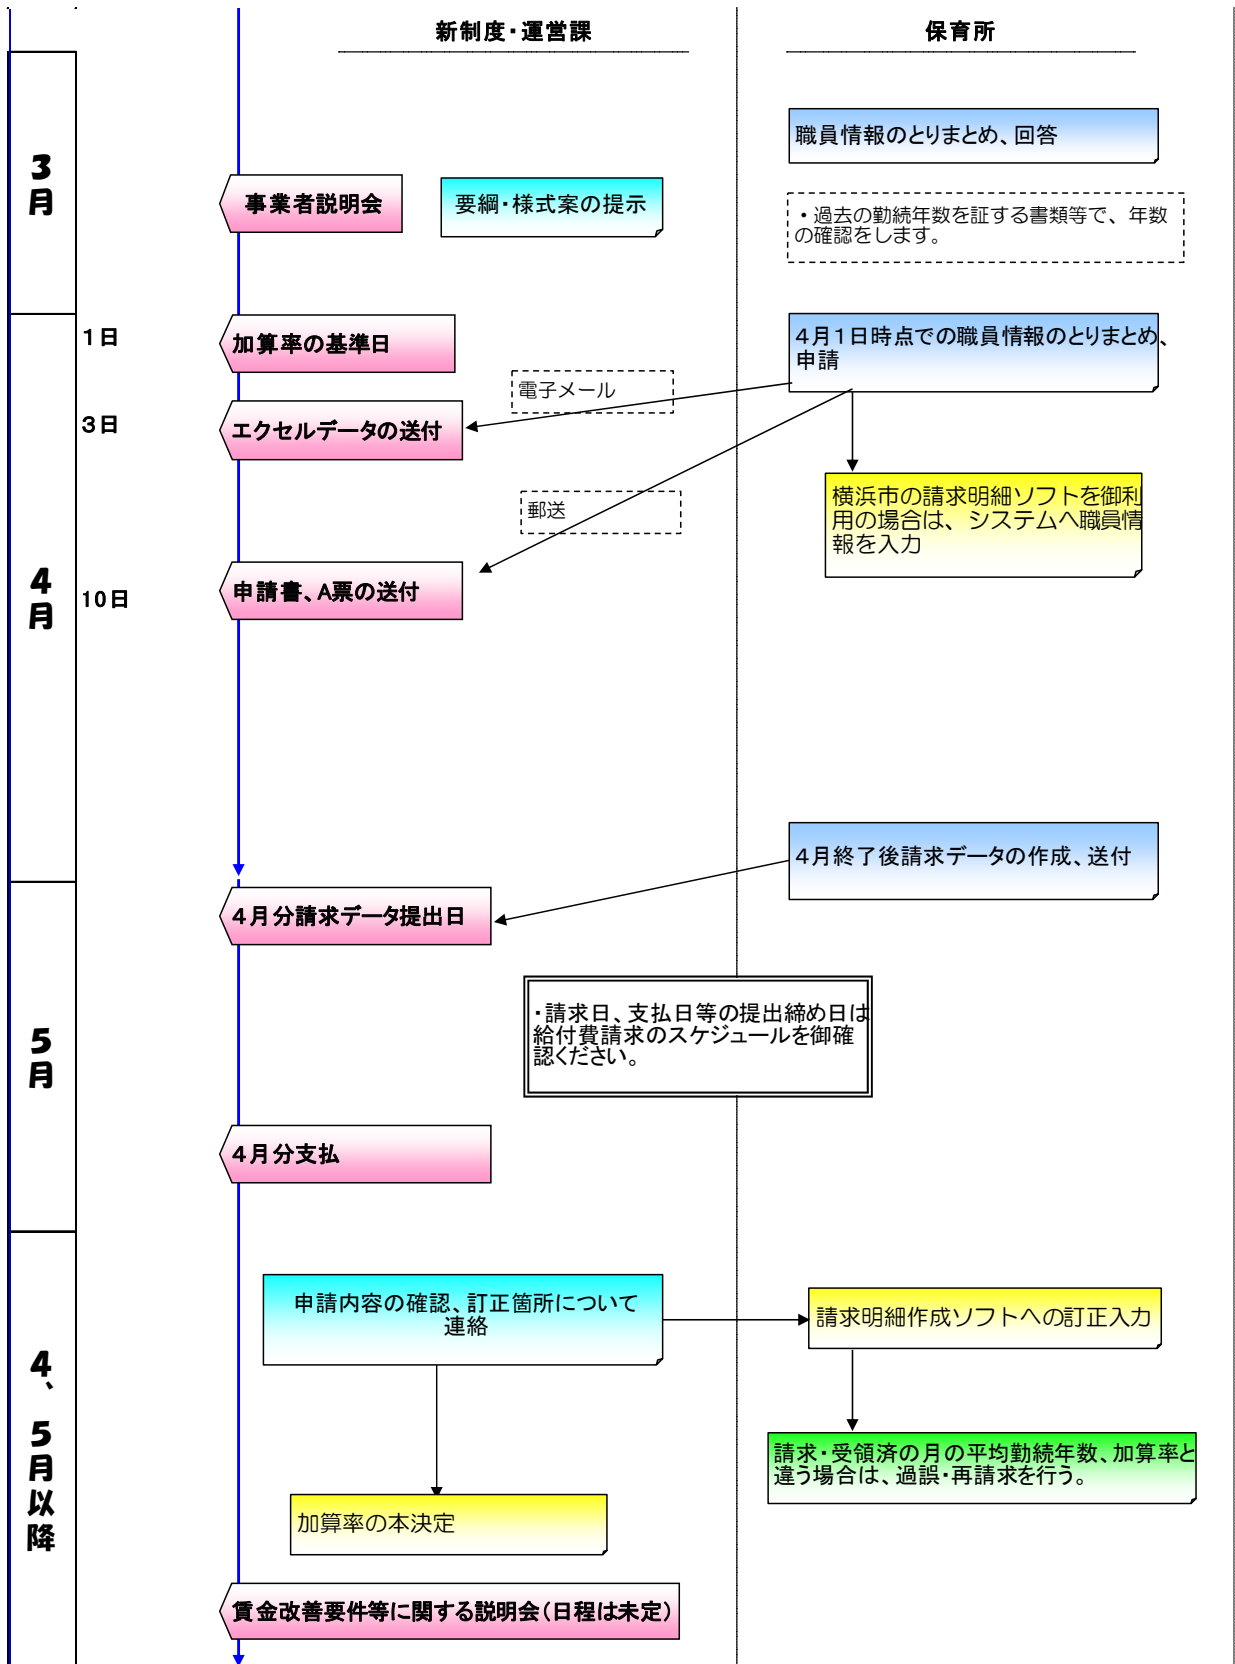 新制度・運営課
保育所
3月
職員情報のとりまとめ、回答
事業者説明会
要綱・様式案の提示
・過去の勤続年数を証する書類等で、年数
の確認をします。
4月
1日
加算率の基準日
4月1日時点での職員情報のとりまとめ、
申請
電子メール
3日
エクセルデータの送付
横浜市の請求明細ソフトを御利
用の場合は、システムへ職員情
報を入力
郵送
10日
申請書、A票の送付
4月終了後請求データの作成、送付
5月
4月分請求データ提出日
・請求日、支払日等の提出締め日は
給付費請求のスケジュールを御確
認ください。
4月分支払
4、5月以降
申請内容の確認、訂正箇所について
連絡
請求明細作成ソフトへの訂正入力
請求・受領済の月の平均勤続年数、加算率と
違う場合は、過誤・再請求を行う。
加算率の本決定
賃金改善要件等に関する説明会(日程は未定)